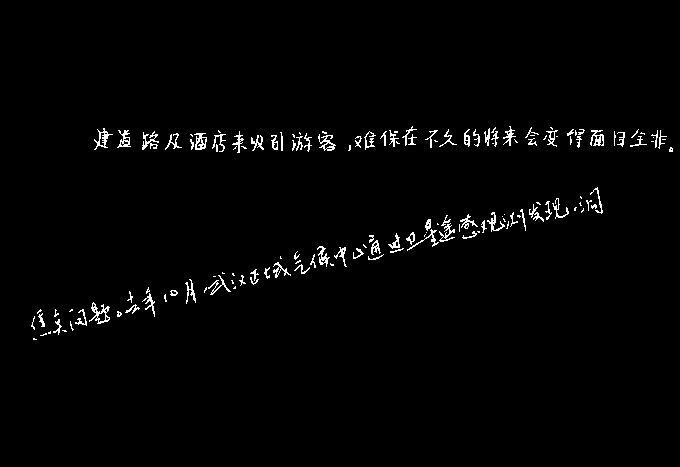 建道路及酒店来吸引游客,难保在不久的将来会变得面目全非。
焦点问题。去年10月,武汉区域气候中心通过卫星遥感观测发现,洞